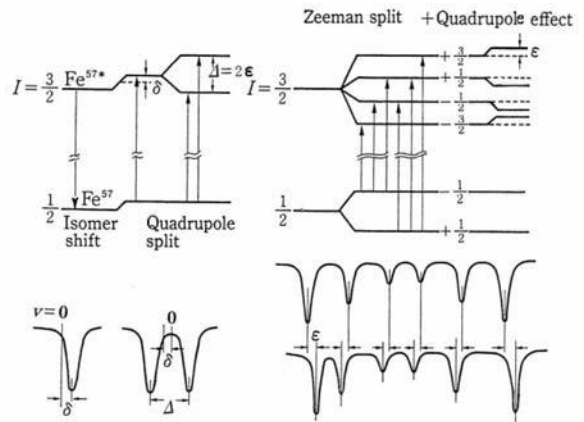 Zeeman split + Quadrupole effect
I = 3/2 Fe⁵⁷*
δ
Δ = 2ε
1/2 Fe⁵⁷
Isomer shift
Quadrupole split
I = 3/2
+ 3/2
+ 1/2
- 1/2
- 3/2
ε
1/2
- 1/2
+ 1/2
v = 0
δ
0
δ
Δ
ε